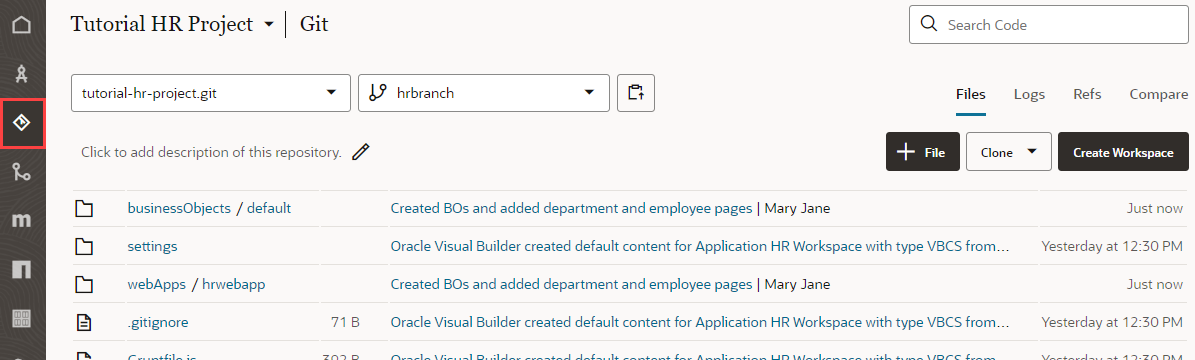 Tutorial HR Project | Git
Search Code
tutorial-hr-project.git
hrbranch
Files Logs Refs Compare
Click to add description of this repository.
+ File Clone Create Workspace
businessObjects / default Created BOs and added department and employee pages | Mary Jane Just now
settings Oracle Visual Builder created default content for Application HR Workspace with type VBCS from... Yesterday at 12:30 PM
webApps / hrwebapp Created BOs and added department and employee pages | Mary Jane Just now
.gitignore 71 B Oracle Visual Builder created default content for Application HR Workspace with type VBCS from... Yesterday at 12:30 PM